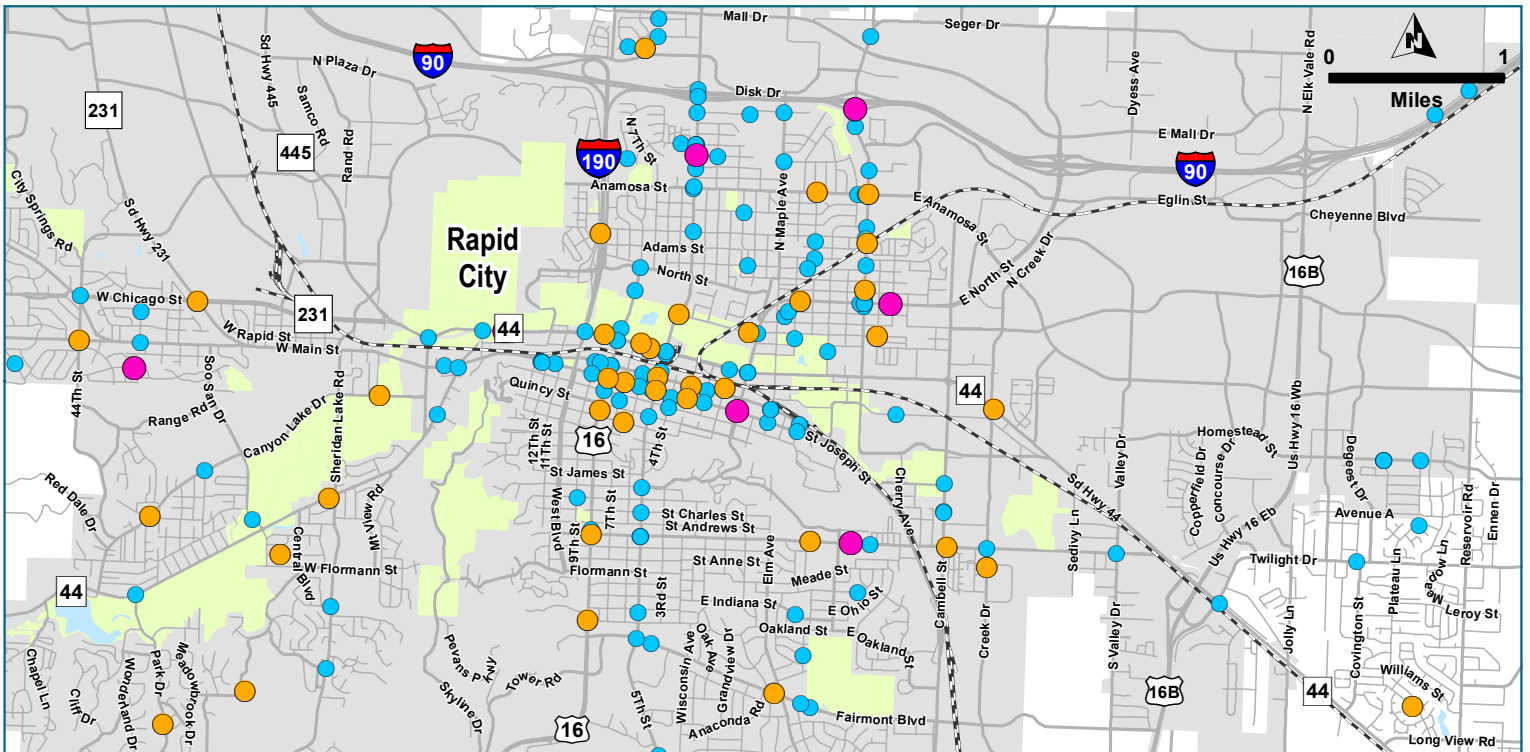 Mall Dr
Seger Dr
N
0
1
Miles
90
N Plaza Dr
Sd Hwy 445
Samco Rd
Rand Rd
231
445
Disk Dr
Dyess Ave
N Elk Vale Rd
E Mall Dr
190
N 7Th St
90
Anamosa St
Eglin St
Cheyenne Blvd
City Springs Rd
Sd Hwy 231
N Maple Ave
E Anamosa St
Rapid
City
Adams St
North St
E North St
N Creek Dr
16B
W Chicago St
231
44
W Rapid St
W Main St
44Th St
Soo San Dr
Range Rd
Canyon Lake Dr
Sheridan Lake Rd
Quincy St
12Th St
11Th St
16
4Th St
44
St Joseph St
Homestead St
Us Hwy 16 Wb
Degeest Dr
Copperfield Dr
Concourse Dr
Valley Dr
Cherry Ave
Sd Hwy 44
St James St
West Blvd
9Th St
7Th St
Red Dale Dr
Mt View Rd
St Charles St
St Andrews St
Sedivy Ln
Us Hwy 16 Eb
Avenue A
Reservoir Rd
Ennen Dr
Central Blvd
W Flormann St
Flormann St
St Anne St
Elm Ave
Meade St
Twilight Dr
Plateau Ln
Meadow Ln
Leroy St
44
3Rd St
E Indiana St
E Ohio St
Oakland St
E Oakland St
Cambell St
Creek Dr
S Valley Dr
Jolly Ln
Covington St
Chapel Ln
Cliff Dr
Wonderland Dr
Park Dr
Meadowbrook Dr
Pevans Pkwy
Skyline Dr
Tower Rd
16
5Th St
Wisconsin Ave
Oak Ave
Grandview Dr
Anaconda Rd
Fairmont Blvd
16B
44
Williams St
Long View Rd